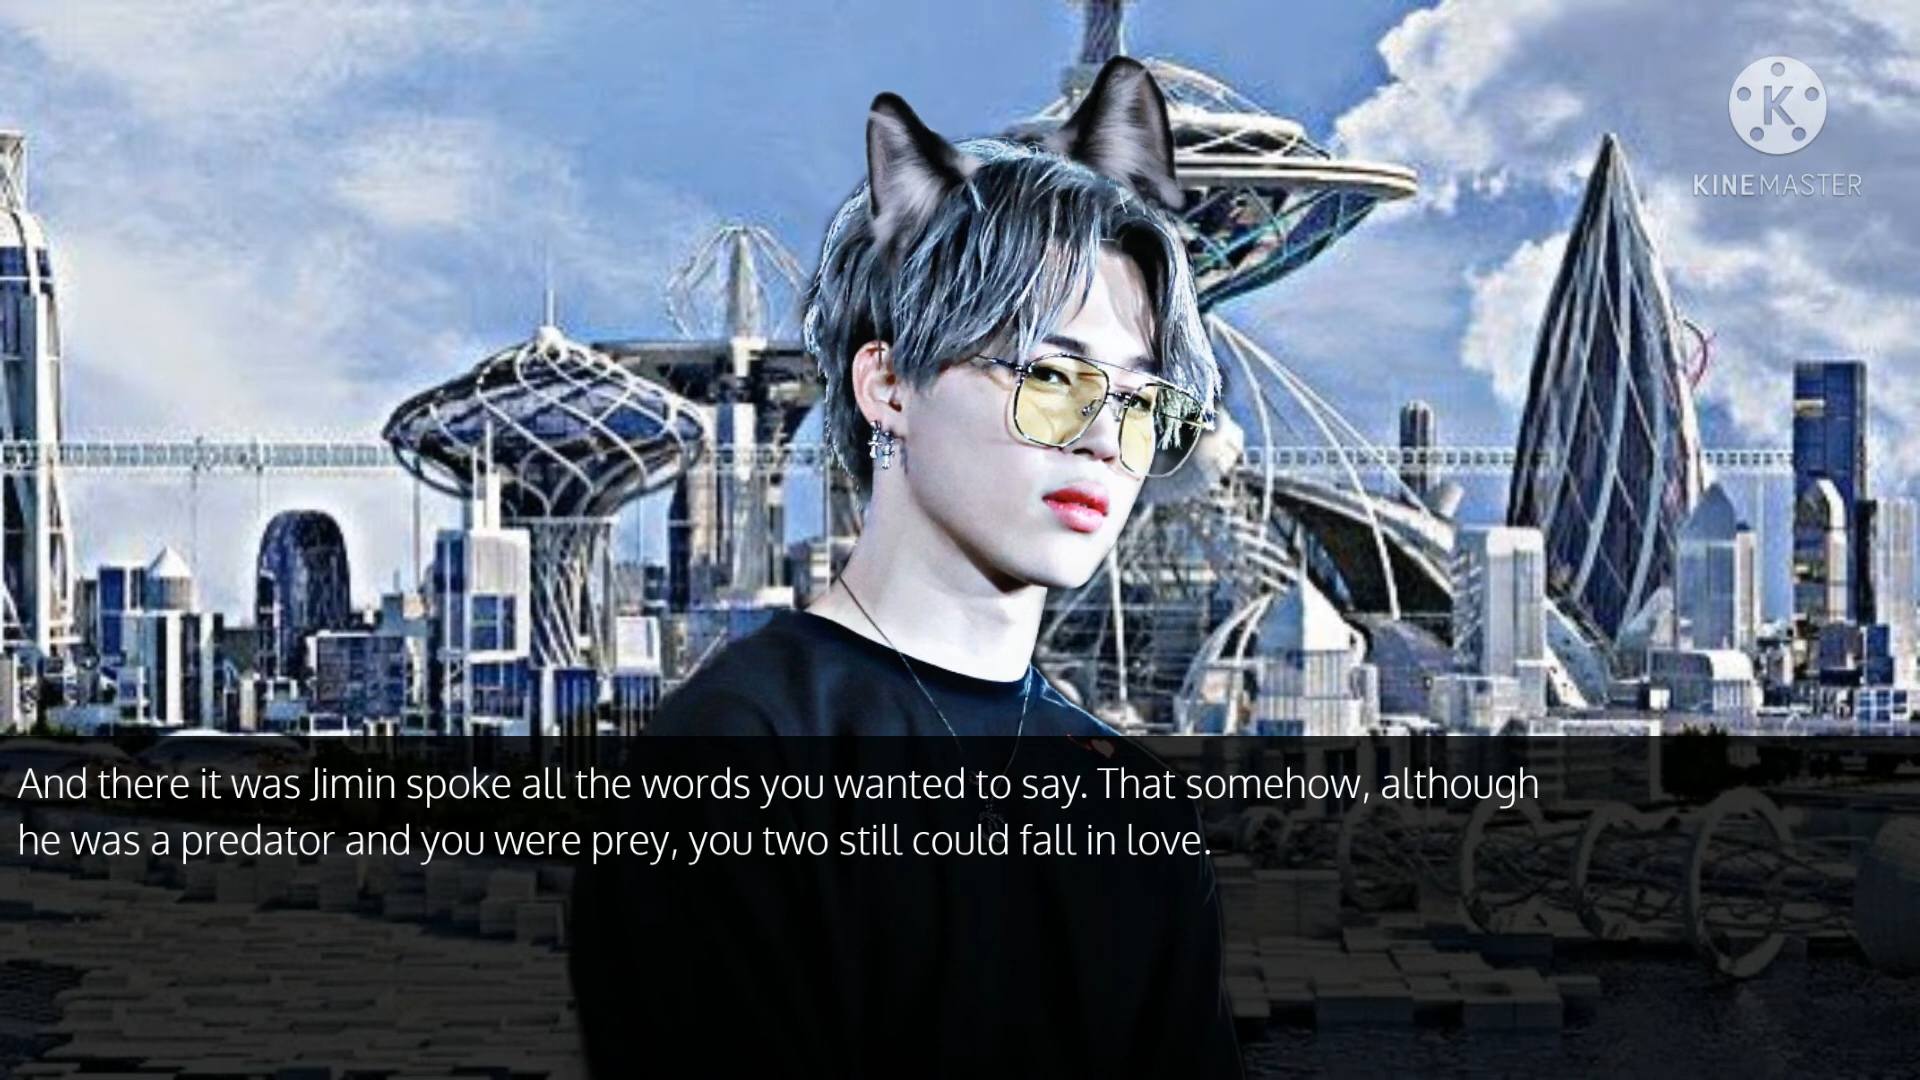 K
KINEMASTER
And there it was Jimin spoke all the words you wanted to say. That somehow, although
he was a predator and you were prey, you two still could fall in love.